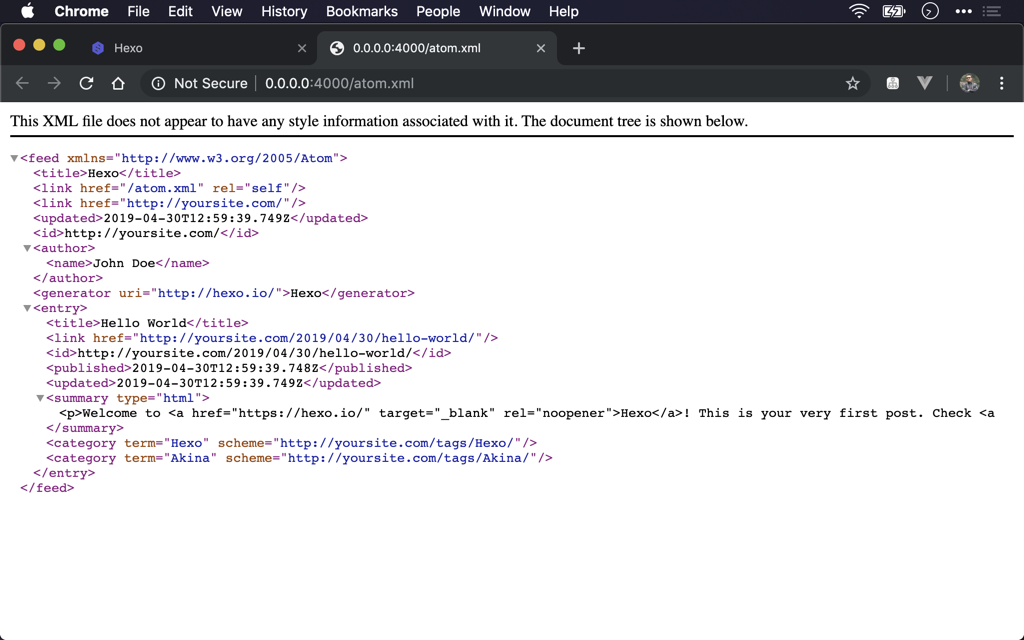 Chrome File Edit View History Bookmarks People Window Help
Hexo
0.0.0.0:4000/atom.xml
Not Secure 0.0.0.0:4000/atom.xml
This XML file does not appear to have any style information associated with it. The document tree is shown below.
<feed xmlns="http://www.w3.org/2005/Atom">
<title>Hexo</title>
<link href="/atom.xml" rel="self"/>
<link href="http://yoursite.com/"/>
<updated>2019-04-30T12:59:39.749Z</updated>
<id>http://yoursite.com/</id>
<author>
<name>John Doe</name>
</author>
<generator uri="http://hexo.io/">Hexo</generator>
<entry>
<title>Hello World</title>
<link href="http://yoursite.com/2019/04/30/hello-world/"/>
<id>http://yoursite.com/2019/04/30/hello-world/</id>
<published>2019-04-30T12:59:39.748Z</published>
<updated>2019-04-30T12:59:39.749Z</updated>
<summary type="html">
<p>Welcome to <a href="https://hexo.io/" target="_blank" rel="noopener">Hexo</a>! This is your very first post. Check <a
</summary>
<category term="Hexo" scheme="http://yoursite.com/tags/Hexo/"/>
<category term="Akina" scheme="http://yoursite.com/tags/Akina/"/>
</entry>
</feed>